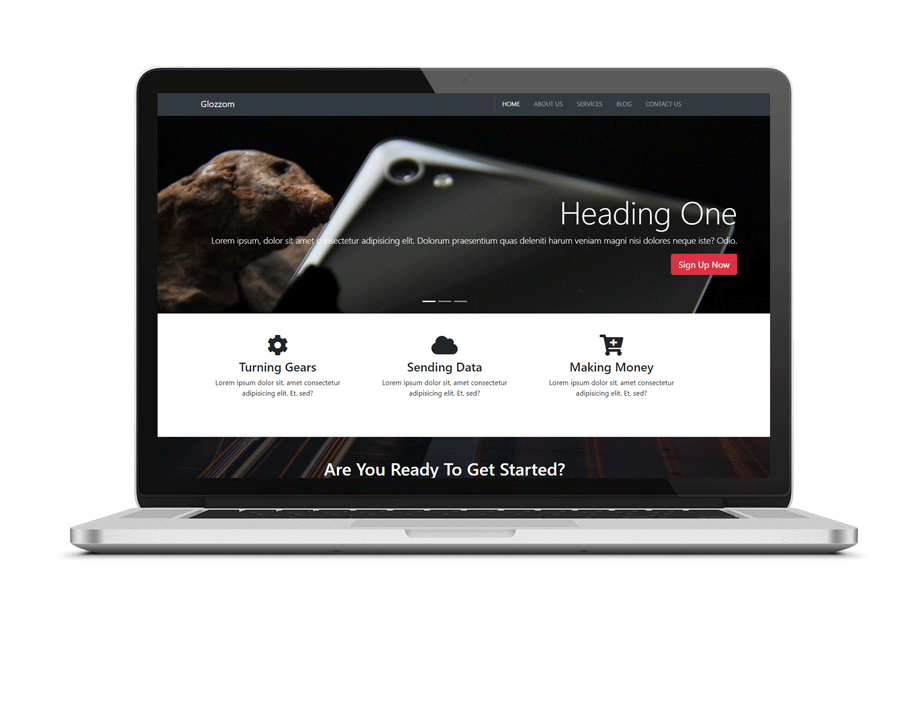 Glozzom
HOME ABOUT US SERVICES BLOG CONTACT US
Heading One
Lorem ipsum, dolor sit amet consectetur adipisicing elit. Dolorum praesentium quas deleniti harum veniam magni nisi dolores neque iste? Odio.
Sign Up Now
Turning Gears
Lorem ipsum dolor sit, amet consectetur
adipisicing elit. Et, sed?
Sending Data
Lorem ipsum dolor sit, amet consectetur
adipisicing elit. Et, sed?
Making Money
Lorem ipsum dolor sit, amet consectetur
adipisicing elit. Et, sed?
Are You Ready To Get Started?